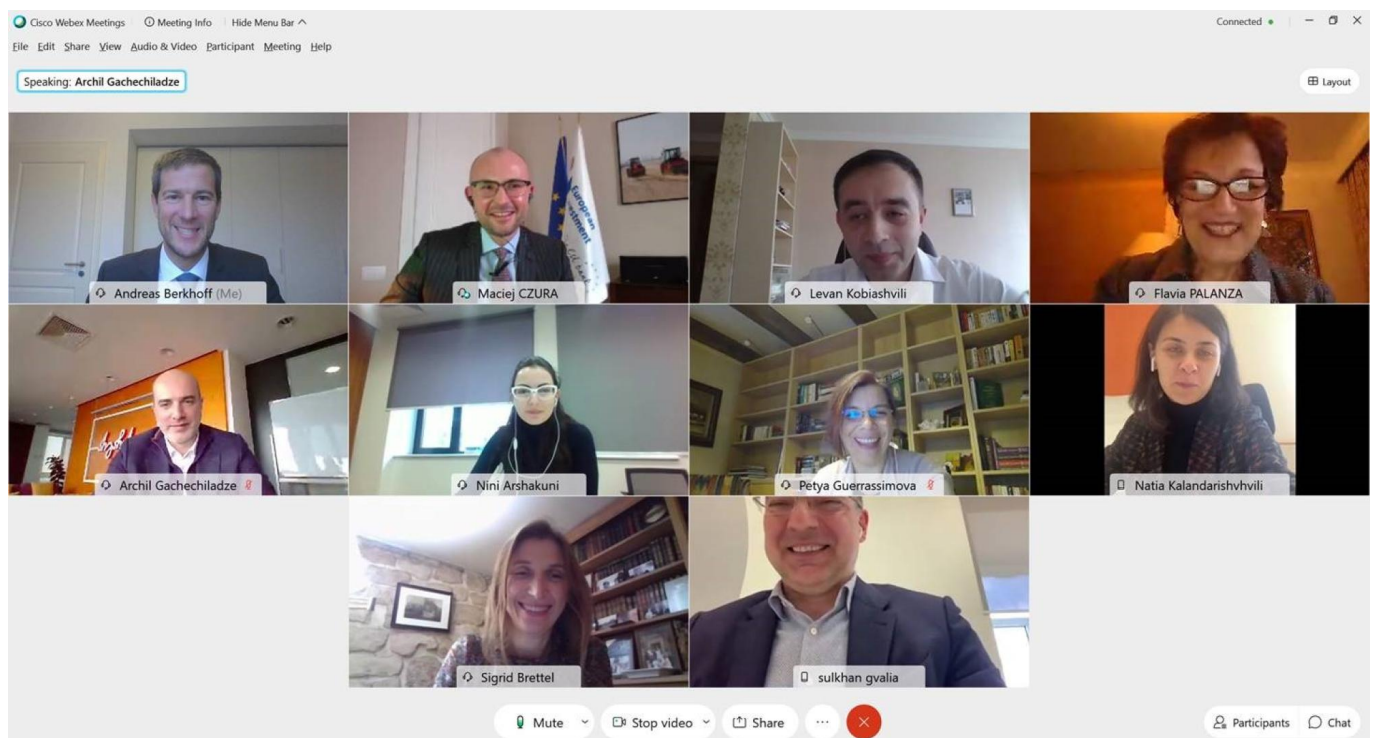 Cisco Webex Meetings Meeting Info Hide Menu Bar
Connected
File Edit Share View Audio & Video Participant Meeting Help
Speaking: Archil Gachechiladze
Layout
European
Andreas Berkhoff (Me)
Maciej CZURA
Levan Kobiashvili
Flavia PALANZA
Archil Gachechiladze
Nini Arshakuni
Petya Guerrassimova
Natia Kalandarishvhvili
Sigrid Brettel
sulkhan gvalia
Mute Stop video Share
Participants Chat